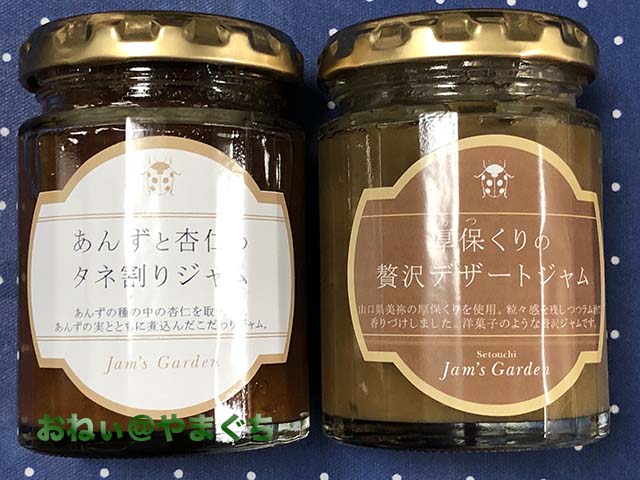 あんずと杏仁の
タネ割りジャム
あんずの種の中の杏仁を取
あんずの実とともに煮込んだこだわりジャム。
Jam's Garden
おねぃ@やまぐち
あつ
厚保くりの
贅沢デザートジャム
山口県美祢の厚保くりを使用。粒々感を残しつつラム酒で
香りづけしました。洋菓子のような贅沢ジャムです。
Setouchi
Jam's Garden